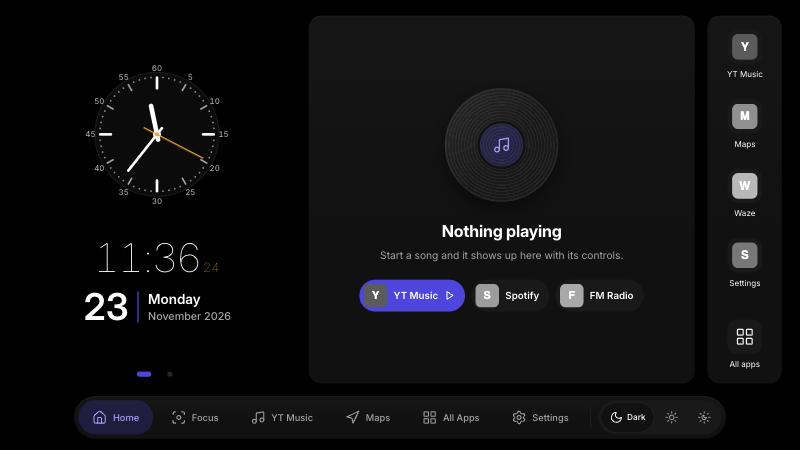 60
55
5
50
10
45
15
40
20
35
25
30
11:36 24
23
Monday
November 2026
Nothing playing
Start a song and it shows up here with its controls.
Y YT Music
S Spotify
F FM Radio
Y
YT Music
M
Maps
W
Waze
S
Settings
All apps
Home
Focus
YT Music
Maps
All Apps
Settings
Dark